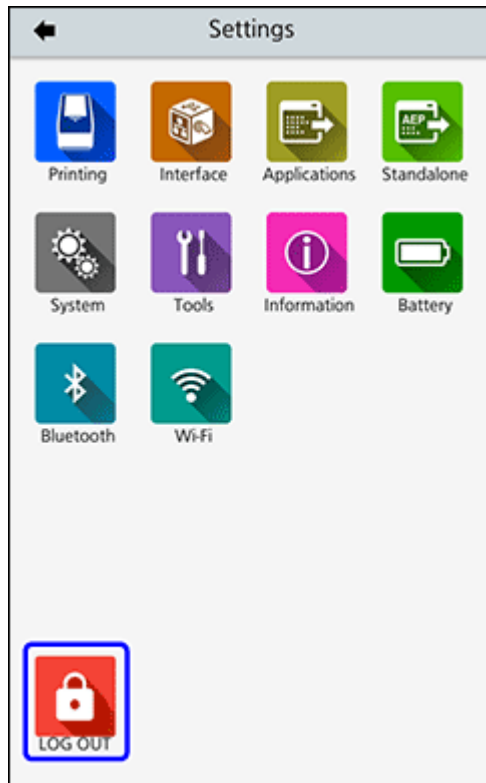 Settings
Printing Interface Applications Standalone
AEP
System Tools Information Battery
Bluetooth Wi-Fi
LOG OUT